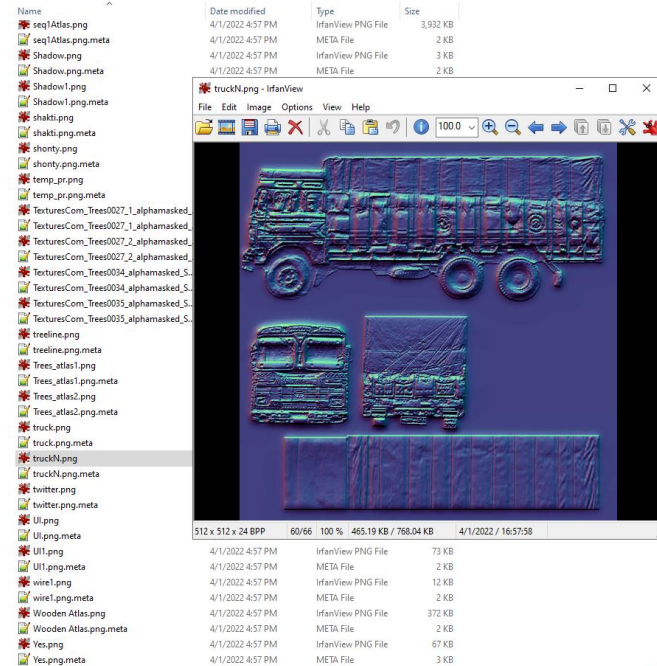 Name Date modified Type Size
seq1Atlas.png 4/1/2022 4:57 PM IrfanView PNG File 3,932 KB
seq1Atlas.png.meta 4/1/2022 4:57 PM META File 2 KB
Shadow.png 4/1/2022 4:57 PM IrfanView PNG File 3 KB
Shadow.png.meta 4/1/2022 4:57 PM META File 2 KB
Shadow1.png
Shadow1.png.meta
shakti.png
shakti.png.meta
shonty.png
shonty.png.meta
temp_pr.png
temp_pr.png.meta
TexturesCom_Trees0027_1_alphamasked_
TexturesCom_Trees0027_1_alphamasked_
TexturesCom_Trees0027_2_alphamasked_
TexturesCom_Trees0027_2_alphamasked_
TexturesCom_Trees0034_alphamasked_S...
TexturesCom_Trees0034_alphamasked_S...
TexturesCom_Trees0035_alphamasked_S...
TexturesCom_Trees0035_alphamasked_S...
treeline.png
treeline.png.meta
Trees_atlas1.png
Trees_atlas1.png.meta
Trees_atlas2.png
Trees_atlas2.png.meta
truck.png
truck.png.meta
truckN.png
truckN.png.meta
twitter.png
twitter.png.meta
UI.png
UI.png.meta
UI1.png 4/1/2022 4:57 PM IrfanView PNG File 73 KB
UI1.png.meta 4/1/2022 4:57 PM META File 2 KB
wire1.png 4/1/2022 4:57 PM IrfanView PNG File 12 KB
wire1.png.meta 4/1/2022 4:57 PM META File 2 KB
Wooden Atlas.png 4/1/2022 4:57 PM IrfanView PNG File 372 KB
Wooden Atlas.png.meta 4/1/2022 4:57 PM META File 2 KB
Yes.png 4/1/2022 4:57 PM IrfanView PNG File 67 KB
Yes.png.meta 4/1/2022 4:57 PM META File 3 KB
truckN.png - IrfanView
File Edit Image Options View Help
100.0
512 x 512 x 24 BPP 60/66 100 % 465.19 KB / 768.04 KB 4/1/2022 / 16:57:58